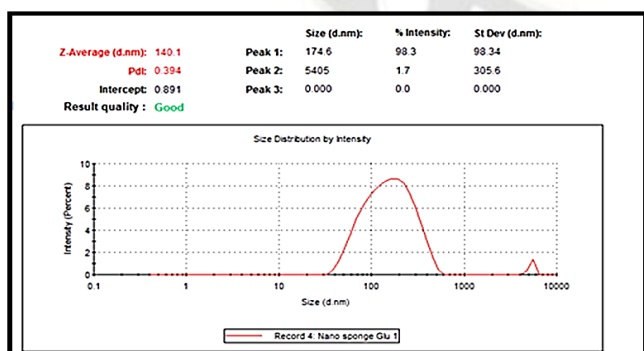 Size (d.nm): % Intensity: St Dev (d.nm):
Z-Average (d.nm): 140.1 Peak 1: 174.6 98.3 98.34
PdI: 0.394 Peak 2: 5405 1.7 305.6
Intercept: 0.891 Peak 3: 0.000 0.0 0.000
Result quality : Good
Size Distribution by Intensity
Intensity (Percent)
10
8
6
4
2
0
0.1 1 10 100 1000 10000
Size (d.nm)
Record 4: Nano sponge Glu 1